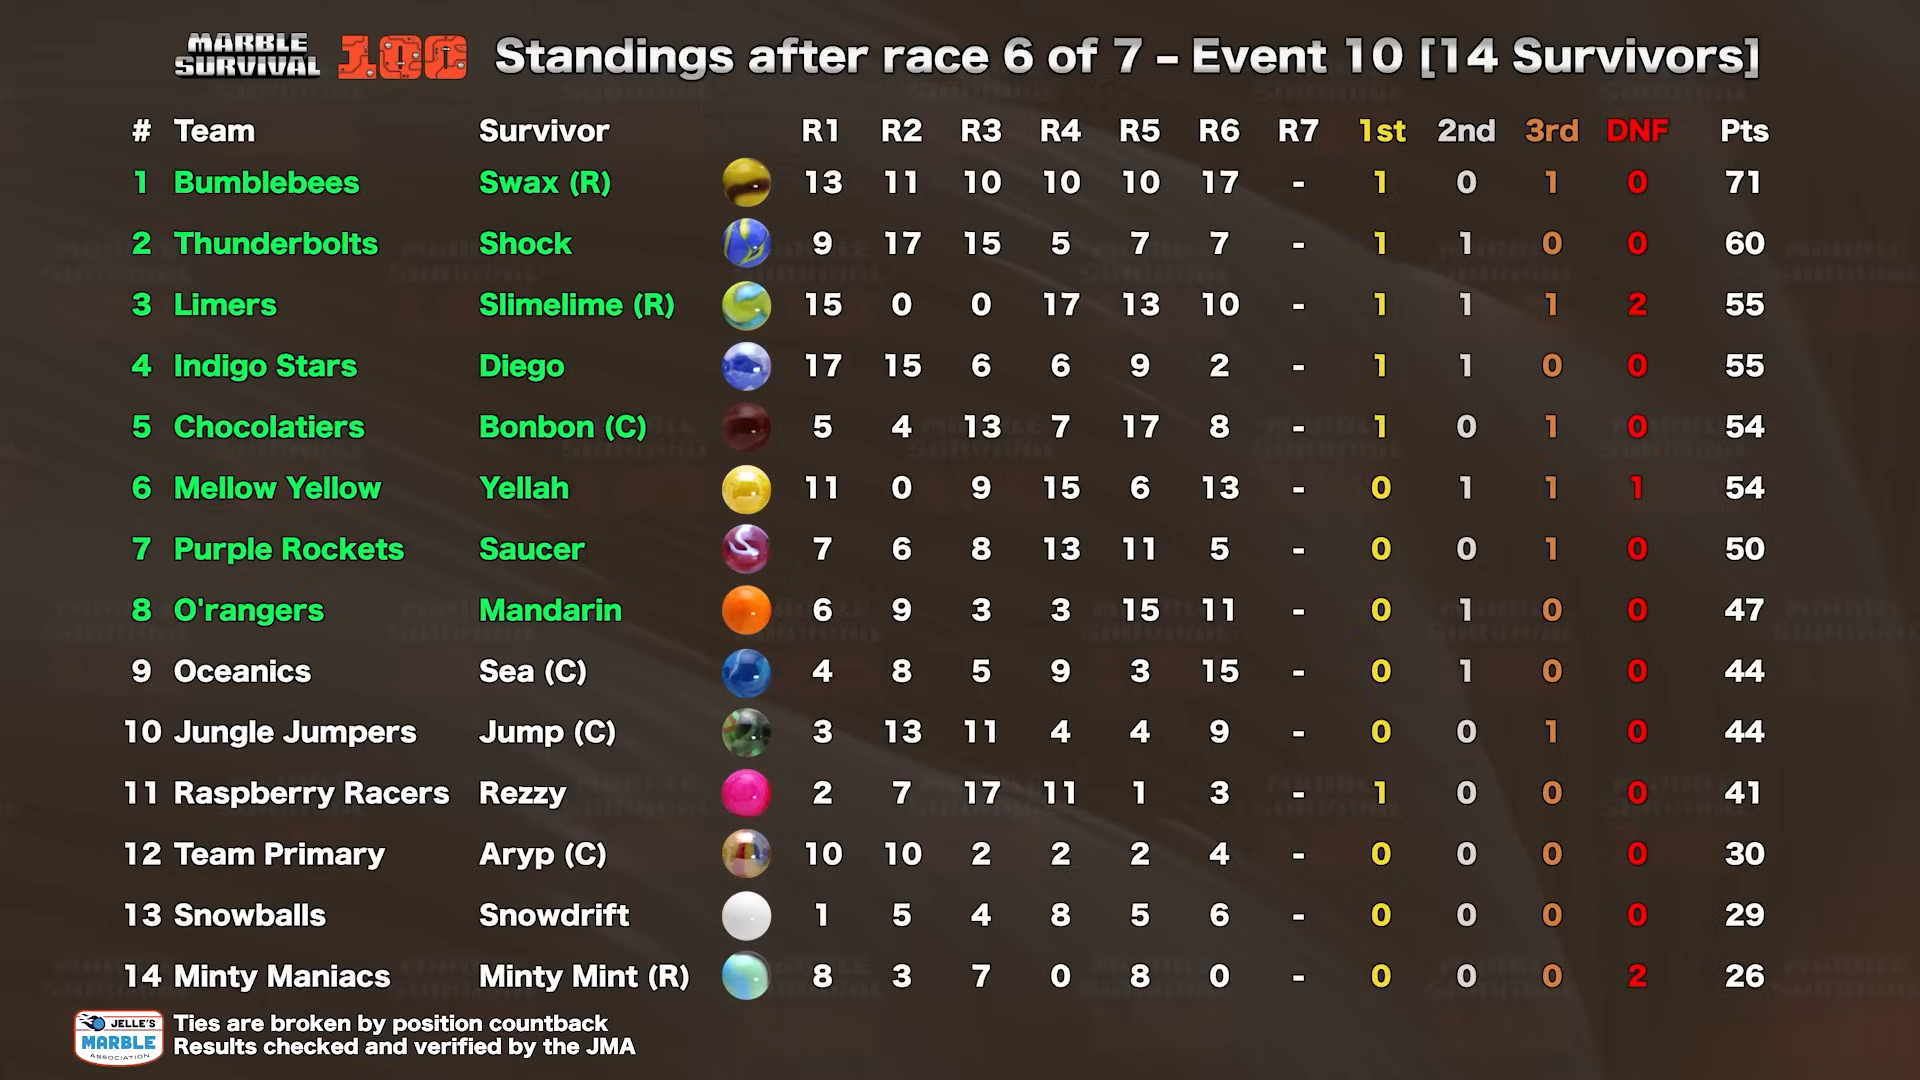 MARBLE SURVIVAL 100 Standings after race 6 of 7 – Event 10 [14 Survivors]
# Team Survivor R1 R2 R3 R4 R5 R6 R7 1st 2nd 3rd DNF Pts
1 Bumblebees Swax (R) 13 11 10 10 10 17 - 1 0 1 0 71
2 Thunderbolts Shock 9 17 15 5 7 7 - 1 1 0 0 60
3 Limers Slimelime (R) 15 0 0 17 13 10 - 1 1 1 2 55
4 Indigo Stars Diego 17 15 6 6 9 2 - 1 1 0 0 55
5 Chocolatiers Bonbon (C) 5 4 13 7 17 8 - 1 0 1 0 54
6 Mellow Yellow Yellah 11 0 9 15 6 13 - 0 1 1 1 54
7 Purple Rockets Saucer 7 6 8 13 11 5 - 0 0 1 0 50
8 O'rangers Mandarin 6 9 3 3 15 11 - 0 1 0 0 47
9 Oceanics Sea (C) 4 8 5 9 3 15 - 0 1 0 0 44
10 Jungle Jumpers Jump (C) 3 13 11 4 4 9 - 0 0 1 0 44
11 Raspberry Racers Rezzy 2 7 17 11 1 3 - 1 0 0 0 41
12 Team Primary Aryp (C) 10 10 2 2 2 4 - 0 0 0 0 30
13 Snowballs Snowdrift 1 5 4 8 5 6 - 0 0 0 0 29
14 Minty Maniacs Minty Mint (R) 8 3 7 0 8 0 - 0 0 0 2 26
JELLE'S MARBLE ASSOCIATION
Ties are broken by position countback
Results checked and verified by the JMA